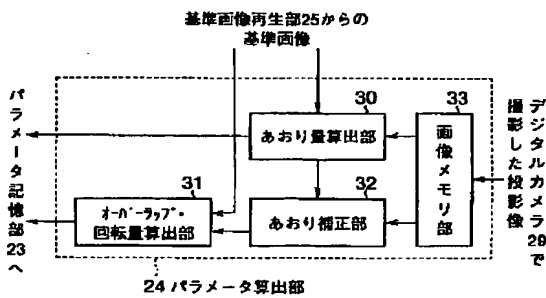 基準画像再生部25からの
基準画像
パラメータ記憶部23へ
30
あおり量算出部
33
画像メモリ部
デジタルカメラ29で
撮影した投影像
31
オーバーラップ・
回転量算出部
32
あおり補正部
24 パラメータ算出部